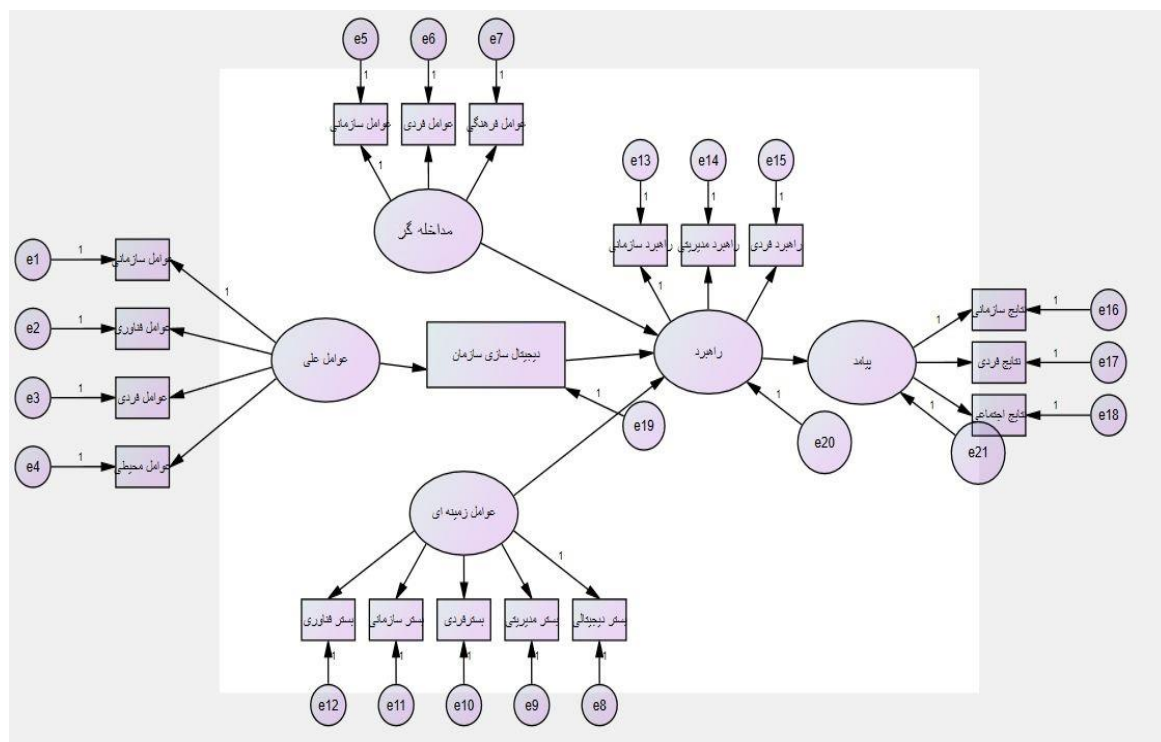 e5
e6
e7
1
1
1
عوامل سازمانی
عوامل فردی
عوامل فرهنگی
1
مداخله گر
e13
e14
e15
1
1
1
راهبرد سازمانی
راهبرد مدیریتی
راهبرد فردی
1
راهبرد
e1
1
عوامل سازمانی
1
e2
1
عوامل فناوری
e3
1
عوامل فردی
e4
1
عوامل محیطی
عوامل علی
دیجیتال سازی سازمان
1
e19
1
e20
پیامد
1
نتایج سازمانی
1
e16
نتایج فردی
1
e17
نتایج اجتماعی
1
e18
1
e21
عوامل زمینه ای
1
بستر فناوری
بستر سازمانی
بسترفردی
بستر مدیریتی
بستر دیجیتالی
1
1
1
1
1
e12
e11
e10
e9
e8